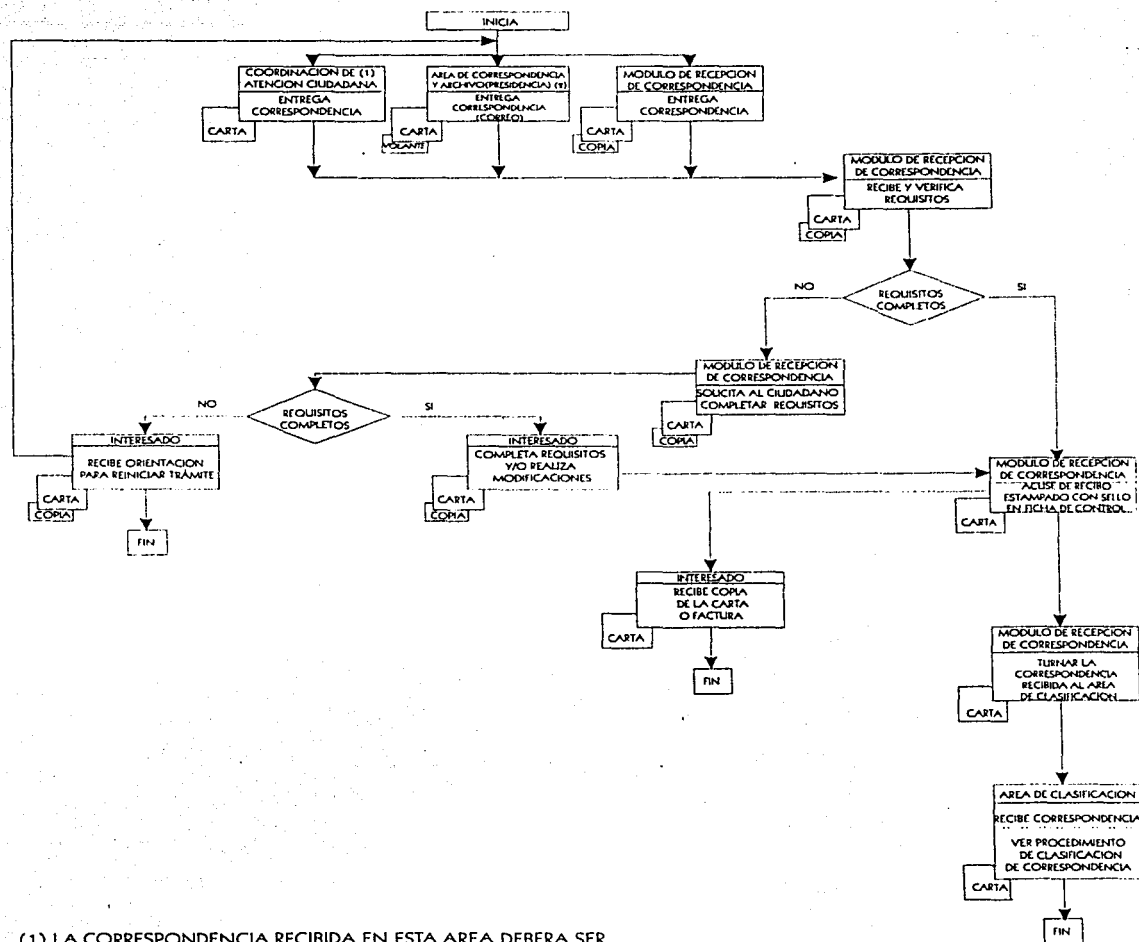 INICIA
COORDINACION DE (1)
ATENCION CIUDADANA
ENTREGA
CORRESPONDENCIA
CARTA
AREA DE CORRESPONDENCIA
Y ARCHIVO(PRESIDENCIA) (1)
ENTREGA
CORRESPONDENCIA
(CORREO)
CARTA
VOLANTE
MODULO DE RECEPCION
DE CORRESPONDENCIA
ENTREGA
CORRESPONDENCIA
CARTA
COPIA
MODULO DE RECEPCION
DE CORRESPONDENCIA
RECIBE Y VERIFICA
REQUISITOS
CARTA
COPIA
NO
REQUISITOS
COMPLETOS
SI
MODULO DE RECEPCION
DE CORRESPONDENCIA
SOLICITA AL CIUDADANO
COMPLETAR REQUISITOS
CARTA
COPIA
NO
REQUISITOS
COMPLETOS
SI
INTERESADO
RECIBE ORIENTACION
PARA REINICIAR TRÁMITE
CARTA
COPIA
FIN
INTERESADO
COMPLETA REQUISITOS
Y/O REALIZA
MODIFICACIONES
CARTA
COPIA
MODULO DE RECEPCION
DE CORRESPONDENCIA
ACUSE DE RECIBO
ESTAMPADO CON SELLO
EN FICHA DE CONTROL
CARTA
INTERESADO
RECIBE COPIA
DE LA CARTA
O FACTURA
CARTA
FIN
MODULO DE RECEPCION
DE CORRESPONDENCIA
TURNAR LA
CORRESPONDENCIA
RECIBIDA AL AREA
DE CLASIFICACION
CARTA
AREA DE CLASIFICACION
RECIBE CORRESPONDENCIA
VER PROCEDIMIENTO
DE CLASIFICACION
DE CORRESPONDENCIA
CARTA
FIN
(1) LA CORRESPONDENCIA RECIBIDA EN ESTA AREA DEBERA SER